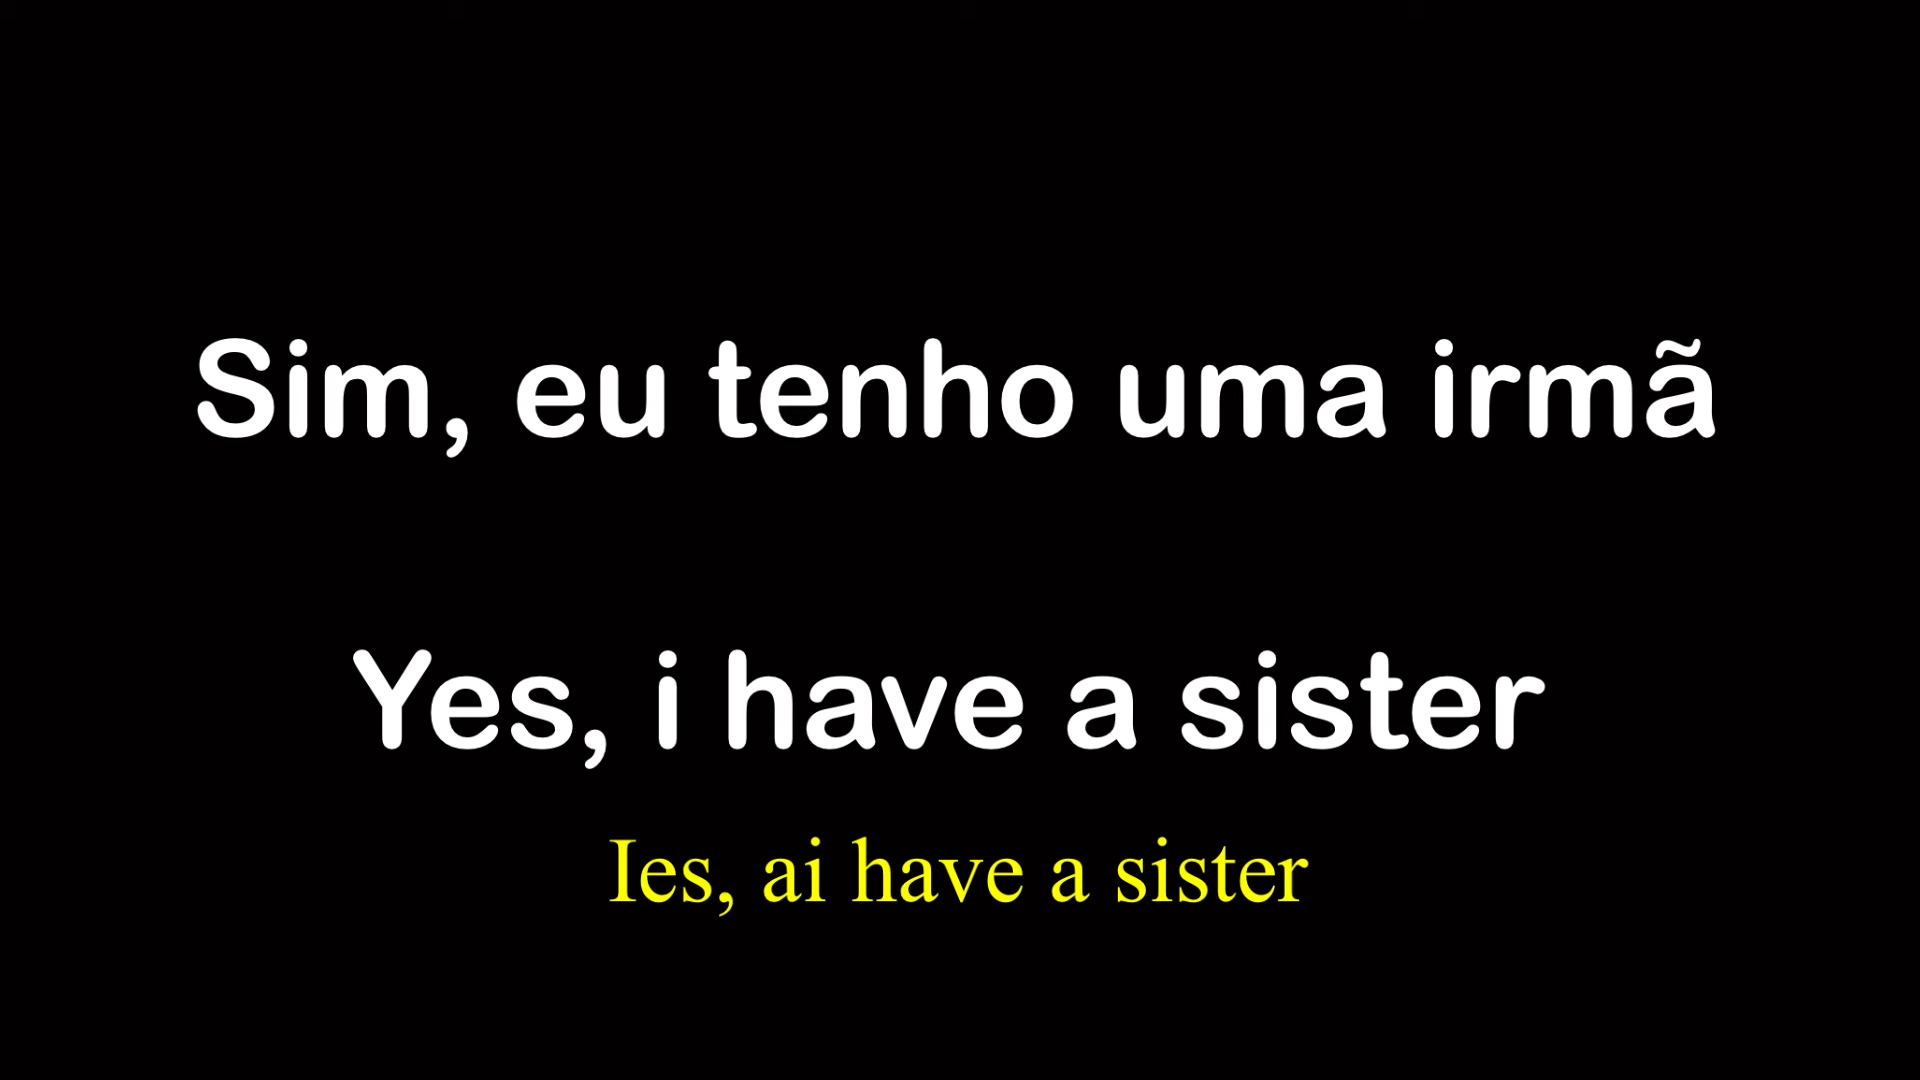 Sim, eu tenho uma irmã
Yes, i have a sister
Ies, ai have a sister